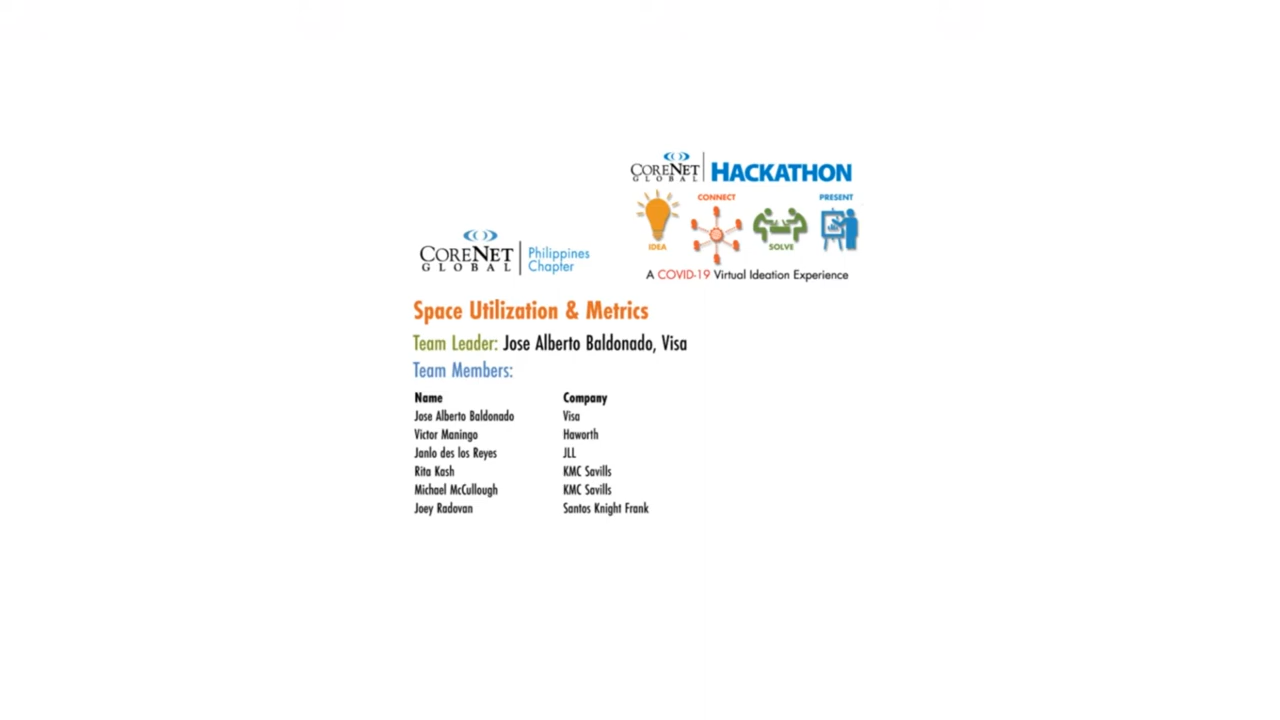 CORENET
GLOBAL
HACKATHON
CONNECT
PRESENT
IDEA
SOLVE
A COVID-19 Virtual Ideation Experience
CORENET
GLOBAL
Philippines
Chapter
Space Utilization & Metrics
Team Leader: Jose Alberto Baldonado, Visa
Team Members:
Name Company
Jose Alberto Baldonado Visa
Victor Maningo Haworth
Janlo des los Reyes JLL
Rita Kash KMC Savills
Michael McCullough KMC Savills
Joey Radovan Santos Knight Frank